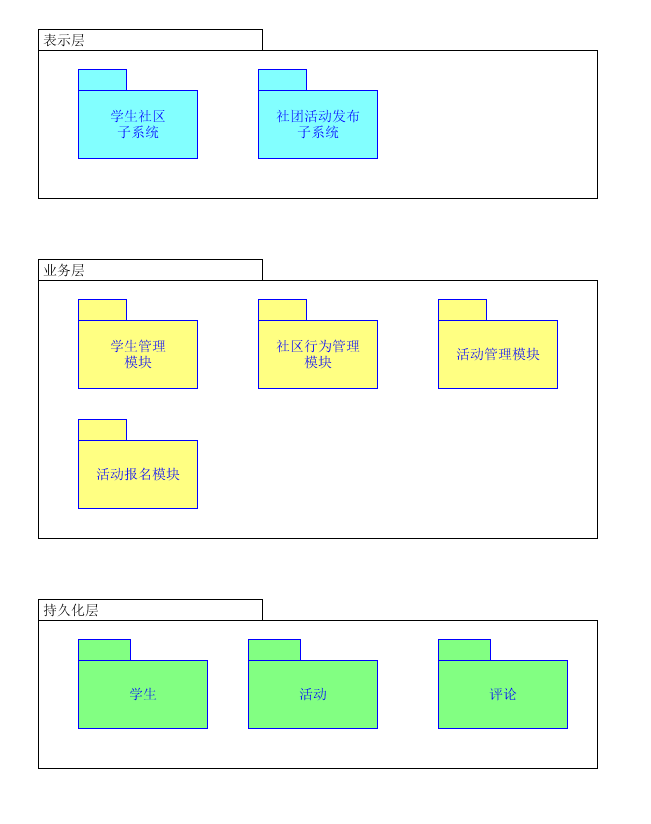 表示层
学生社区
子系统
社团活动发布
子系统
业务层
学生管理
模块
社区行为管理
模块
活动管理模块
活动报名模块
持久化层
学生
活动
评论